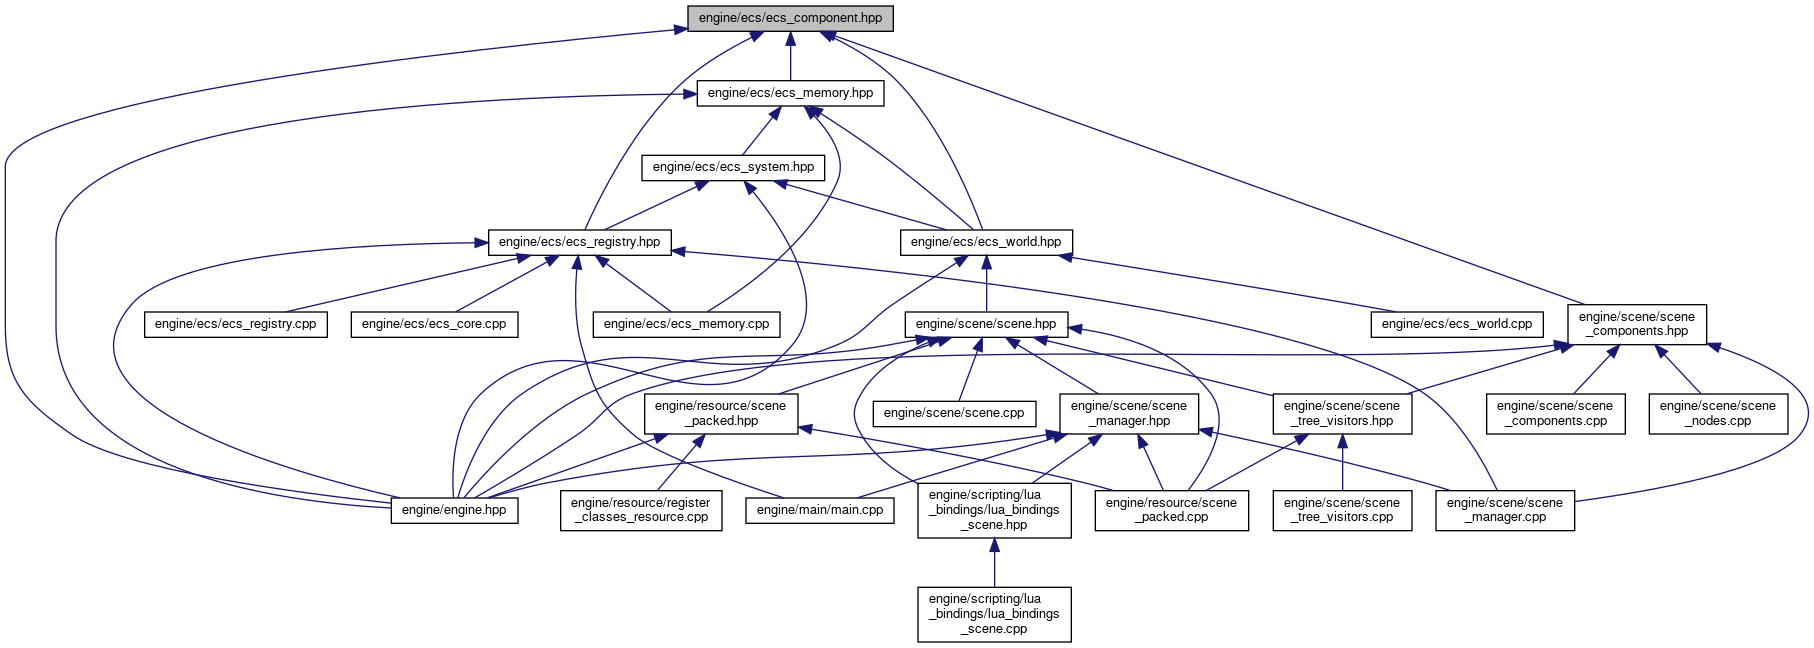 engine/ecs/ecs_component.hpp
engine/ecs/ecs_memory.hpp
engine/ecs/ecs_system.hpp
engine/ecs/ecs_registry.hpp
engine/ecs/ecs_world.hpp
engine/ecs/ecs_registry.cpp
engine/ecs/ecs_core.cpp
engine/ecs/ecs_memory.cpp
engine/scene/scene.hpp
engine/ecs/ecs_world.cpp
engine/scene/scene
_components.hpp
engine/resource/scene
_packed.hpp
engine/scene/scene.cpp
engine/scene/scene
_manager.hpp
engine/scene/scene
_tree_visitors.hpp
engine/scene/scene
_components.cpp
engine/scene/scene
_nodes.cpp
engine/engine.hpp
engine/resource/register
_classes_resource.cpp
engine/main/main.cpp
engine/scripting/lua
_bindings/lua_bindings
_scene.hpp
engine/resource/scene
_packed.cpp
engine/scene/scene
_tree_visitors.cpp
engine/scene/scene
_manager.cpp
engine/scripting/lua
_bindings/lua_bindings
_scene.cpp